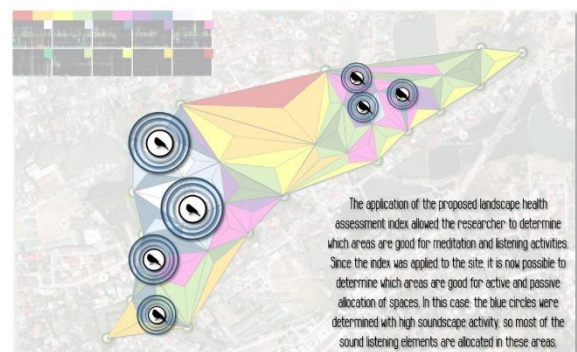 The application of the proposed landscape health
assessment index allowed the researcher to determine
which areas are good for meditation and listening activities.
Since the index was applied to the site, it is now possible to
determine which areas are good for active and passive
allocation of spaces. In this case, the blue circles were
determined with high soundscape activity, so most of the
sound listening elements are allocated in these areas.